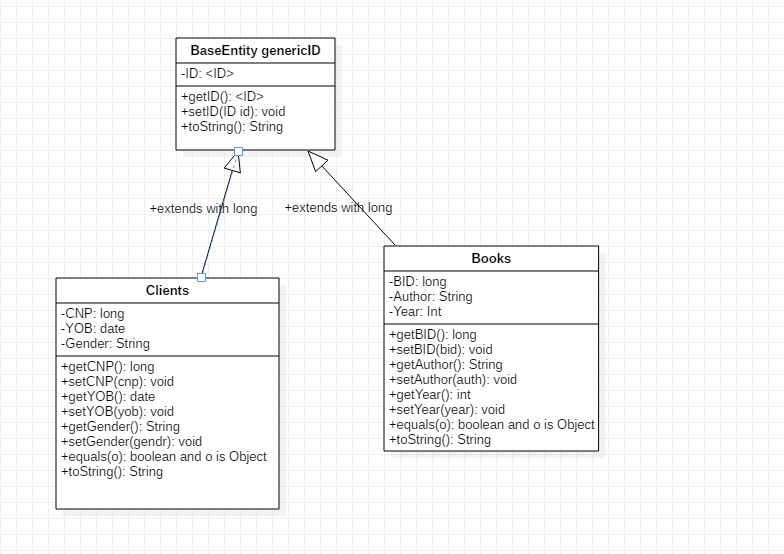 BaseEntity genericID
-ID: <ID>
+getID(): <ID>
+setID(ID id): void
+toString(): String
+extends with long
+extends with long
Clients
-CNP: long
-YOB: date
-Gender: String
+getCNP(): long
+setCNP(cnp): void
+getYOB(): date
+setYOB(yob): void
+getGender(): String
+setGender(gendr): void
+equals(o): boolean and o is Object
+toString(): String
Books
-BID: long
-Author: String
-Year: Int
+getBID(): long
+setBID(bid): void
+getAuthor(): String
+setAuthor(auth): void
+getYear(): int
+setYear(year): void
+equals(o): boolean and o is Object
+toString(): String